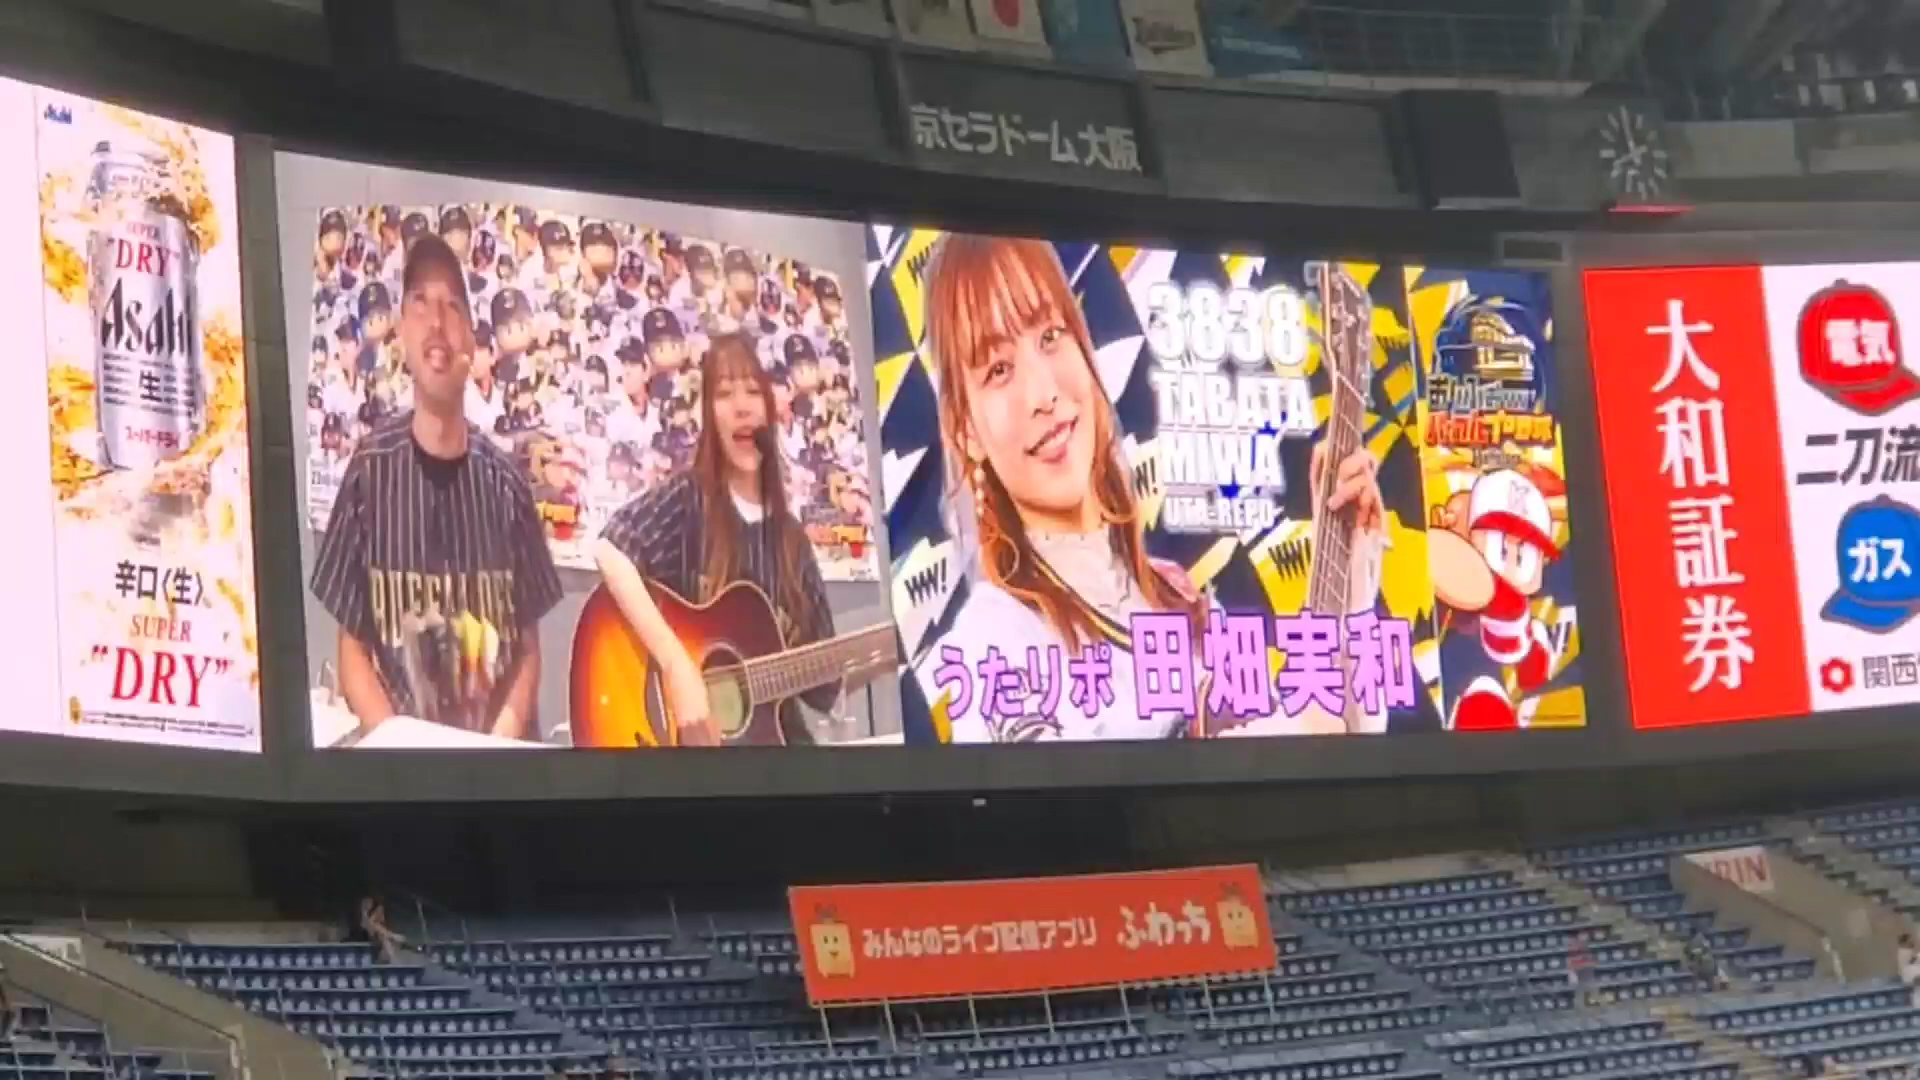 京セラドーム大阪
Asahi
SUPER
"DRY"
Asahi
生
スーパードライ
辛口〈生〉
SUPER
"DRY"
BUFFALOES
3838
TABATA
MIWA
UTA-REPO
うたリポ 田畑実和
大和証券
電気
二刀流
ガス
関西
みんなのライブ配信アプリ ふわっち